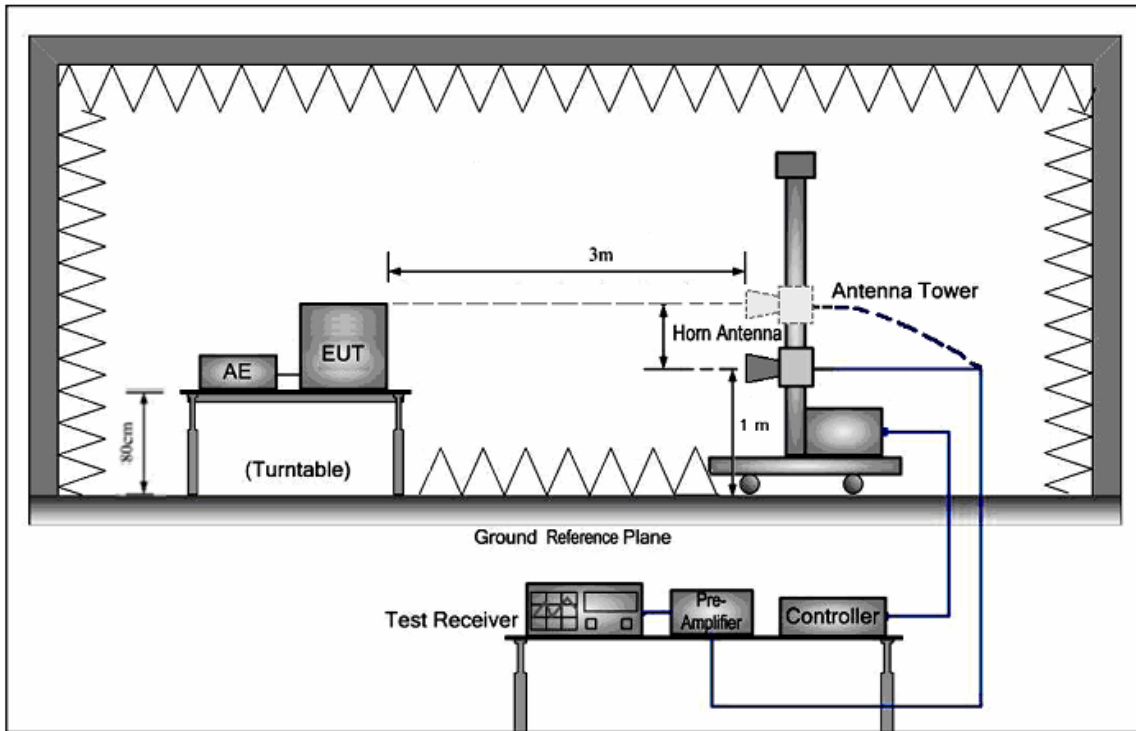 3m
Antenna Tower
Horn Antenna
EUT
AE
1 m
80cm
(Turntable)
Ground Reference Plane
Test Receiver
Pre-
Amplifier
Controller